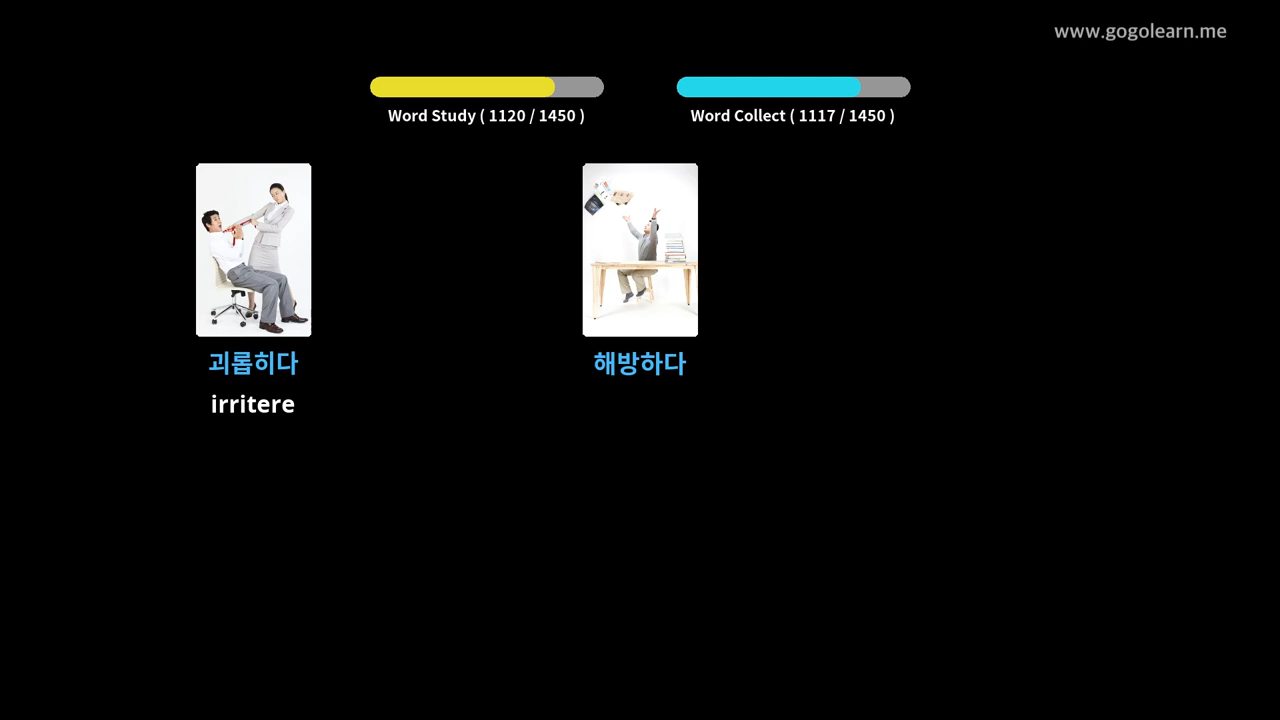 www.gogolearn.me
Word Study ( 1120 / 1450 )
Word Collect ( 1117 / 1450 )
괴롭히다
해방하다
irritere